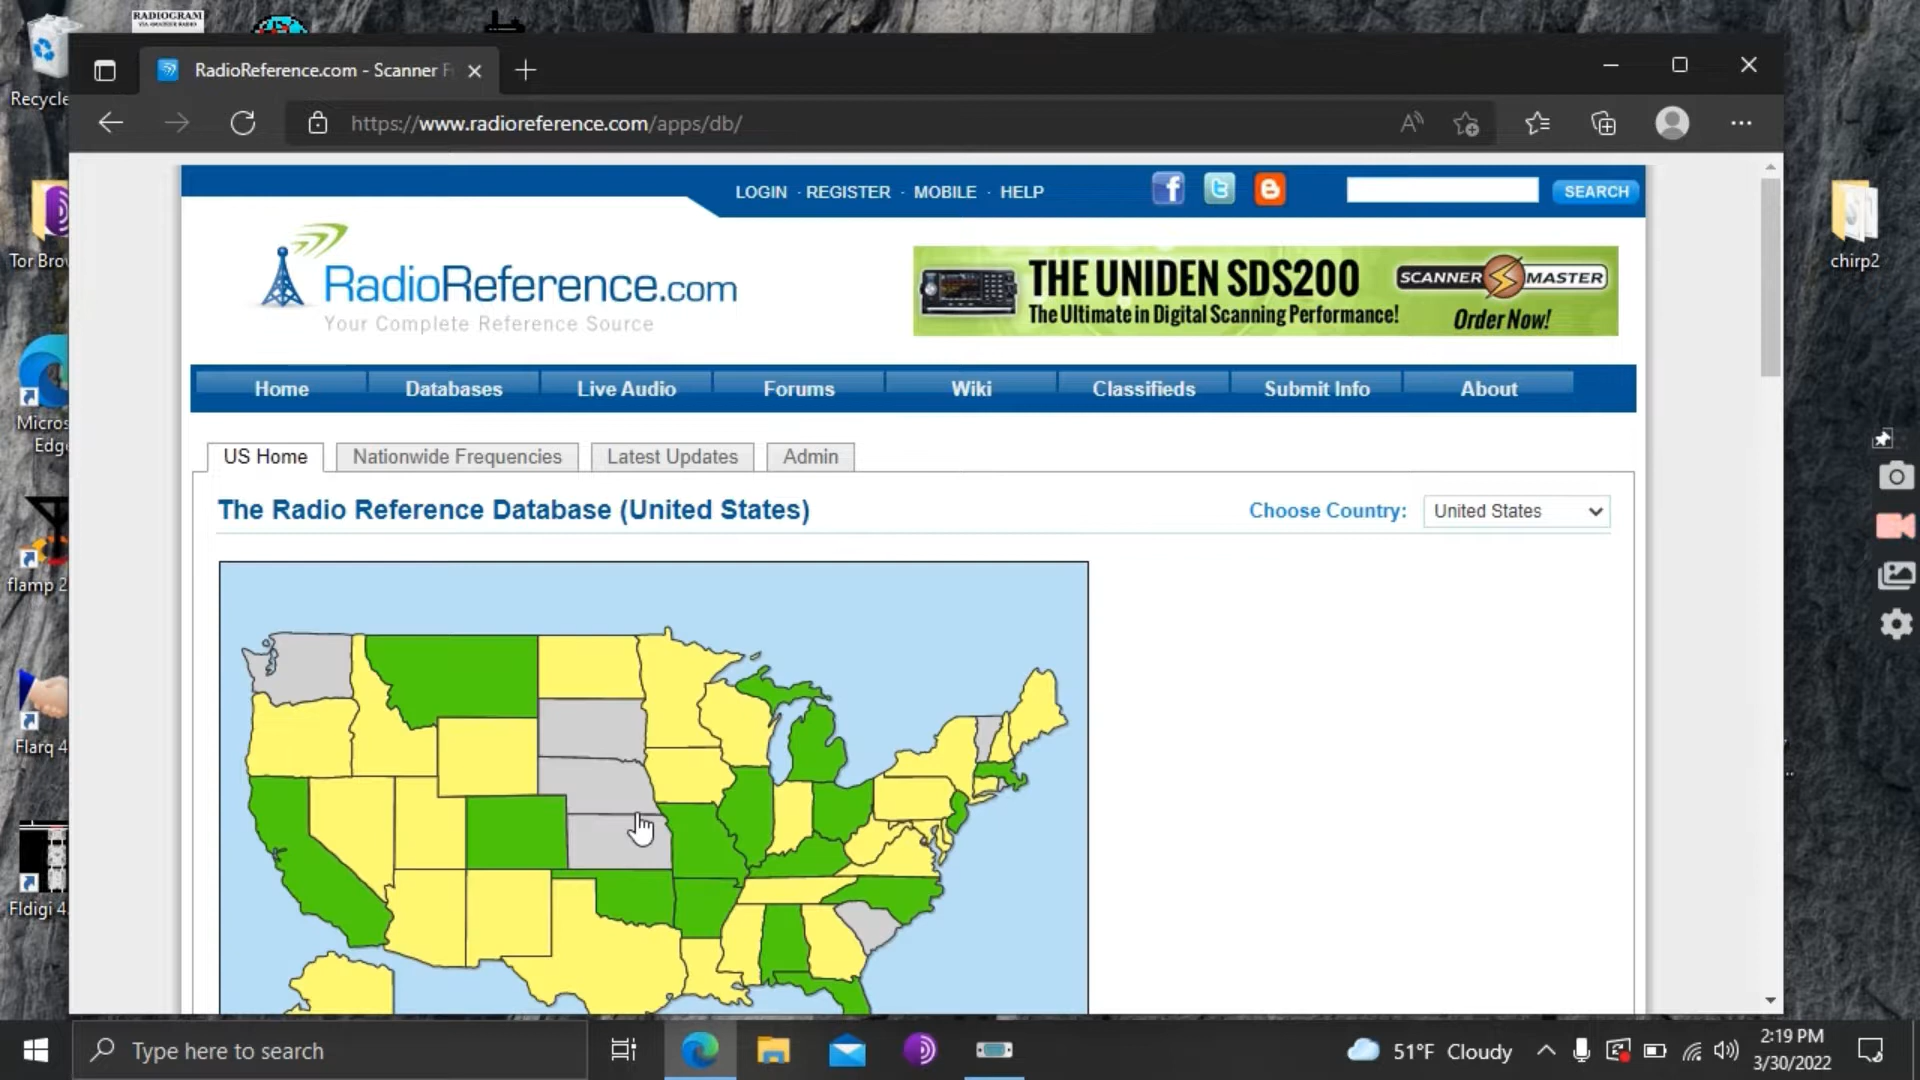 RADIOGRAM
VIA AMATEUR RADIO
Recycle
RadioReference.com - Scanner F
https://www.radioreference.com/apps/db/
LOGIN · REGISTER · MOBILE · HELP
SEARCH
RadioReference.com
Your Complete Reference Source
THE UNIDEN SDS200
The Ultimate in Digital Scanning Performance!
SCANNER MASTER
Order Now!
Tor Brow
chirp2
Home
Databases
Live Audio
Forums
Wiki
Classifieds
Submit Info
About
Micros
Edge
US Home
Nationwide Frequencies
Latest Updates
Admin
The Radio Reference Database (United States)
Choose Country:
United States
flamp 2
Flarq 4
Fldigi 4.
Type here to search
51°F Cloudy
2:19 PM
3/30/2022